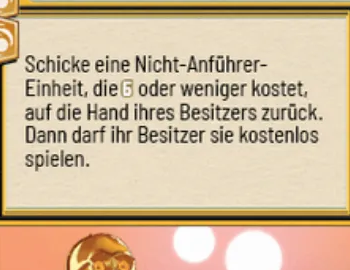 Schicke eine Nicht-Anführer-
Einheit, die 6 oder weniger kostet,
auf die Hand ihres Besitzers zurück.
Dann darf ihr Besitzer sie kostenlos
spielen.